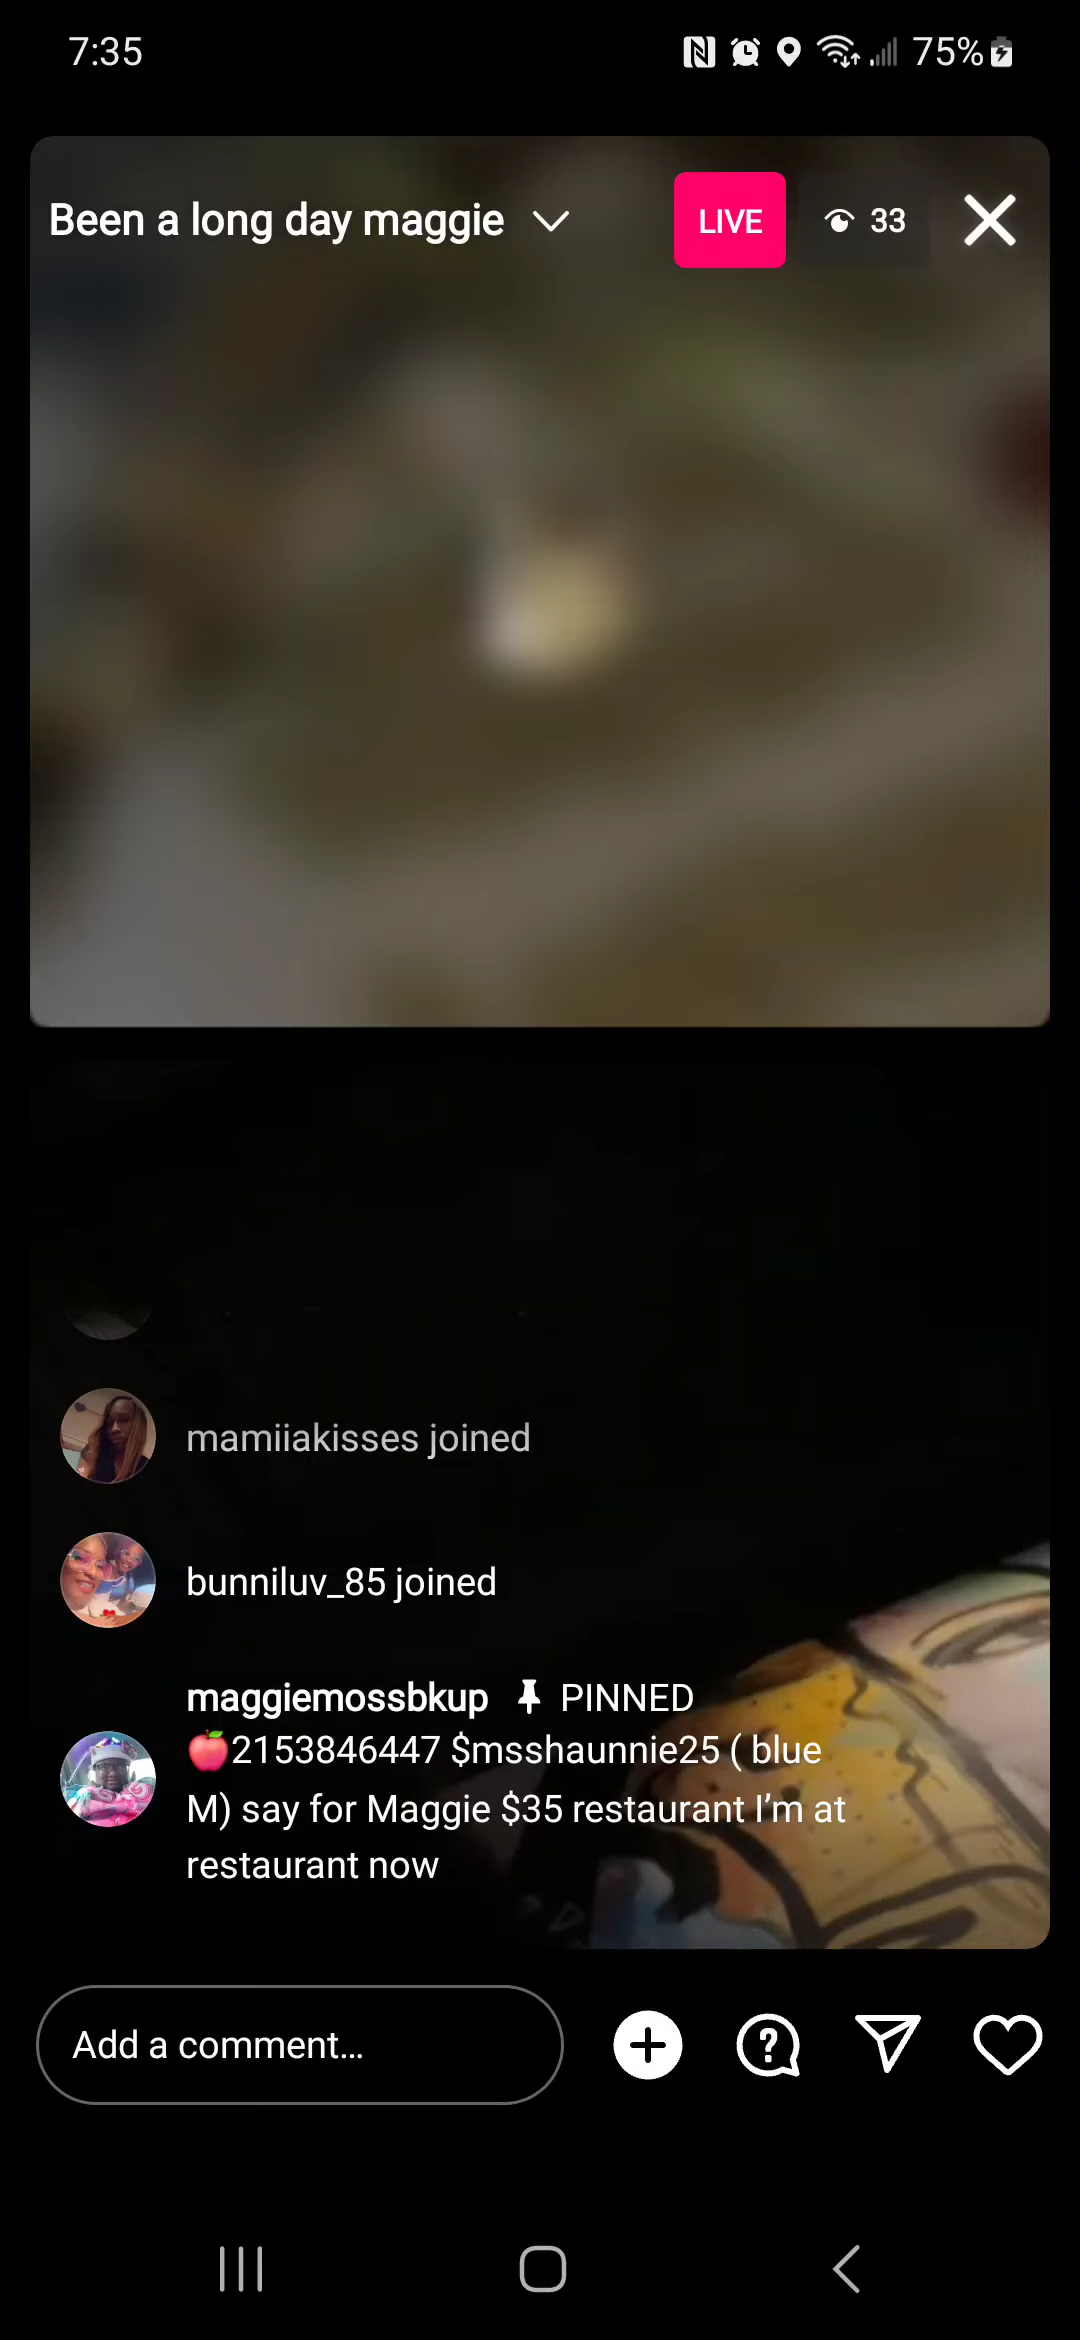 7:35
75%
Been a long day maggie
LIVE
33
mamiiakisses joined
bunniluv_85 joined
maggiemossbkup PINNED
🍎2153846447 $msshaunnie25 ( blue
M) say for Maggie $35 restaurant I’m at
restaurant now
Add a comment...